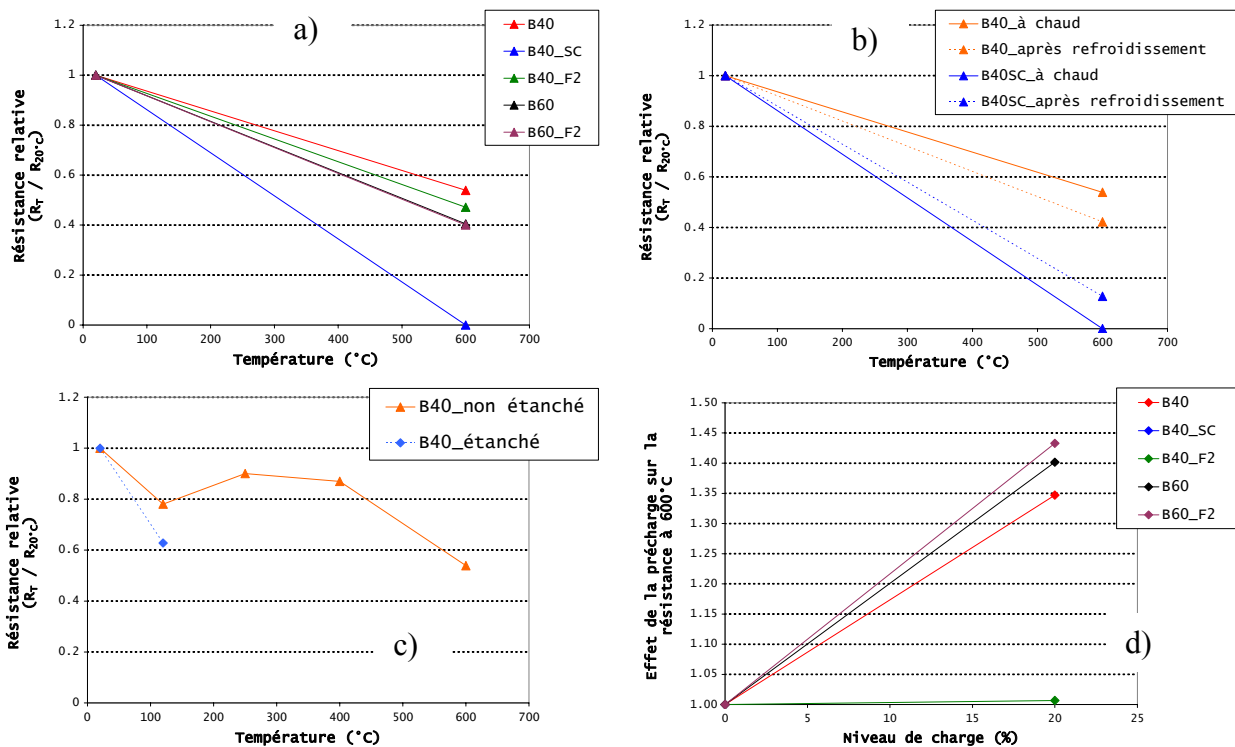 a)
B40
B40_SC
B40_F2
B60
B60_F2
Résistance relative
(R_T / R_20°C)
1.2
1
0.8
0.6
0.4
0.2
0
0 100 200 300 400 500 600 700
Température (°C)
b)
B40_à chaud
B40_après refroidissement
B40SC_à chaud
B40SC_après refroidissement
Résistance relative
(R_T / R_20°C)
1.2
1
0.8
0.6
0.4
0.2
0
0 100 200 300 400 500 600 700
Température (°C)
c)
B40_non étanché
B40_étanché
Résistance relative
(R_T / R_20°C)
1.2
1
0.8
0.6
0.4
0.2
0
0 100 200 300 400 500 600 700
Température (°C)
d)
B40
B40_SC
B40_F2
B60
B60_F2
Effet de la précharge sur la
résistance à 600°C
1.50
1.45
1.40
1.35
1.30
1.25
1.20
1.15
1.10
1.05
1.00
0 5 10 15 20 25
Niveau de charge (%)